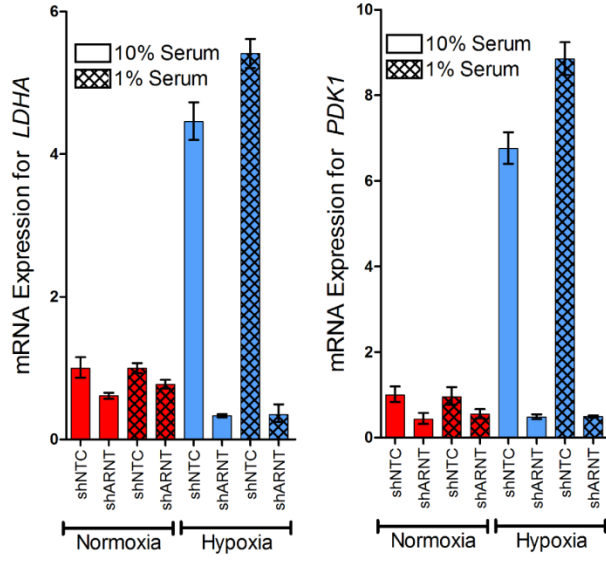 mRNA Expression for LDHA
6
4
2
0
10% Serum
1% Serum
shNTC
shARNT
shNTC
shARNT
shNTC
shARNT
shNTC
shARNT
Normoxia
Hypoxia
mRNA Expression for PDK1
10
8
6
4
2
0
10% Serum
1% Serum
shNTC
shARNT
shNTC
shARNT
shNTC
shARNT
shNTC
shARNT
Normoxia
Hypoxia